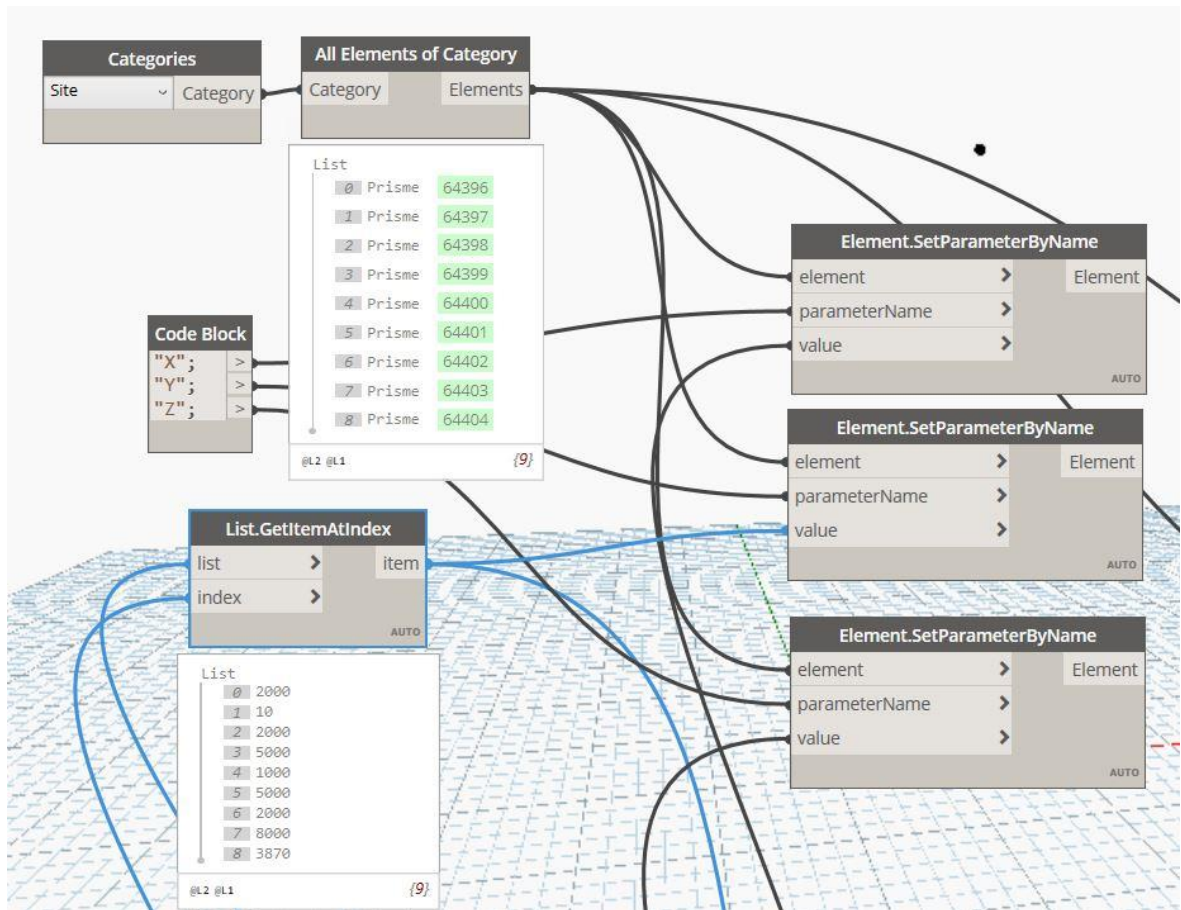 Categories
Site
Category
All Elements of Category
Category Elements
List
0 Prisme 64396
1 Prisme 64397
2 Prisme 64398
3 Prisme 64399
4 Prisme 64400
5 Prisme 64401
6 Prisme 64402
7 Prisme 64403
8 Prisme 64404
@L2 @L1 {9}
Code Block
"X"; >
"Y"; >
"Z"; >
List.GetItemAtIndex
list > item
index >
AUTO
List
0 2000
1 10
2 2000
3 5000
4 1000
5 5000
6 2000
7 8000
8 3870
@L2 @L1 {9}
Element.SetParameterByName
element > Element
parameterName >
value >
AUTO
Element.SetParameterByName
element > Element
parameterName >
value >
AUTO
Element.SetParameterByName
element > Element
parameterName >
value >
AUTO